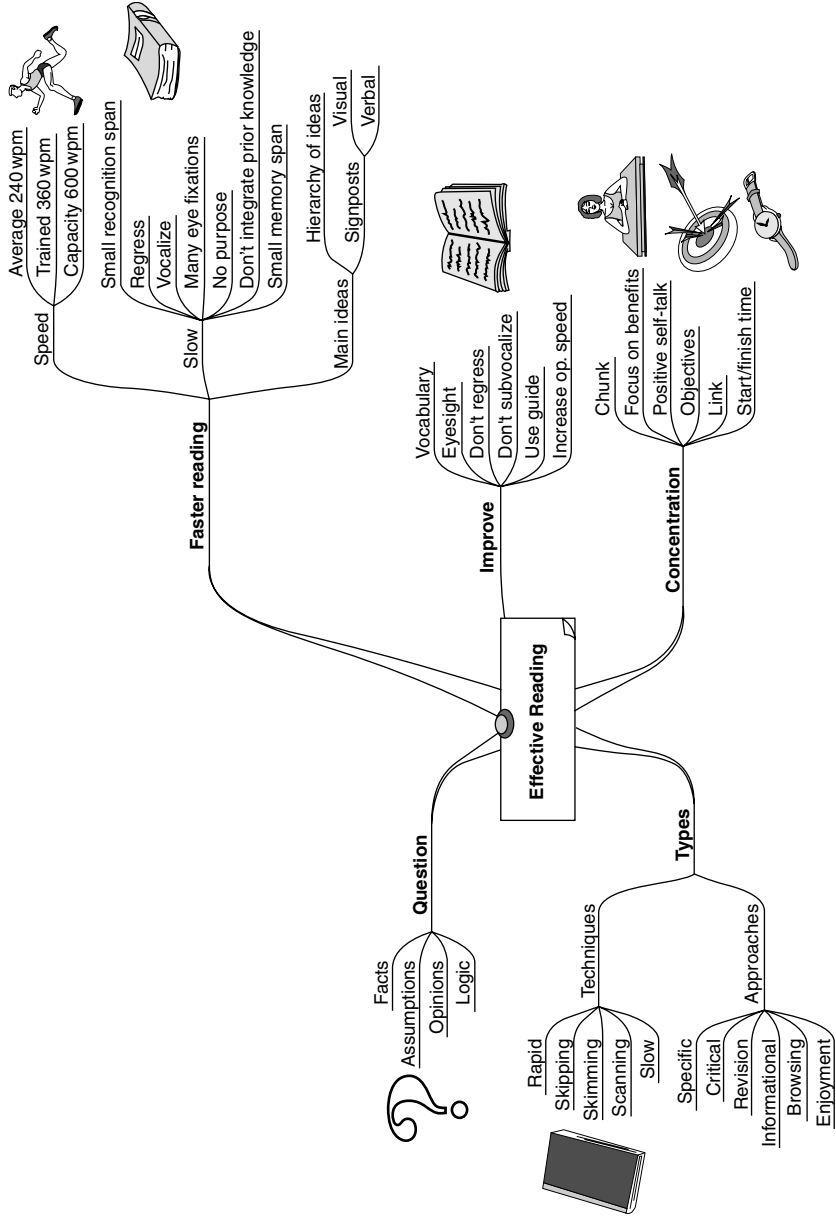 Effective Reading
Faster reading
Speed
Average 240 wpm
Trained 360 wpm
Capacity 600 wpm
Slow
Small recognition span
Regress
Vocalize
Many eye fixations
No purpose
Don't integrate prior knowledge
Small memory span
Main ideas
Hierarchy of ideas
Signposts
Visual
Verbal
Improve
Vocabulary
Eyesight
Don't regress
Don't subvocalize
Use guide
Increase op. speed
Concentration
Chunk
Focus on benefits
Positive self-talk
Objectives
Link
Start/finish time
Question
Facts
Assumptions
Opinions
Logic
Types
Techniques
Rapid
Skipping
Skimming
Scanning
Slow
Approaches
Specific
Critical
Revision
Informational
Browsing
Enjoyment